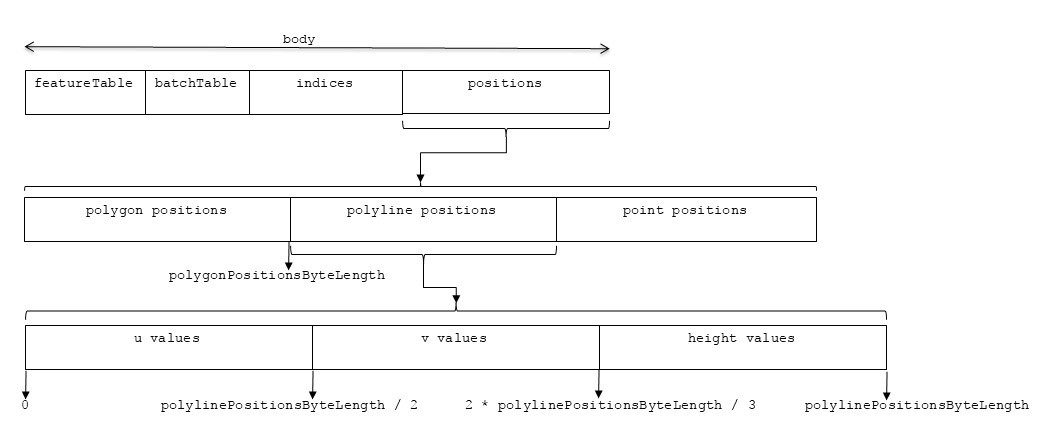 body
featureTable batchTable indices positions
polygon positions polyline positions point positions
polygonPositionsByteLength
u values v values height values
0 polylinePositionsByteLength / 2 2 * polylinePositionsByteLength / 3 polylinePositionsByteLength